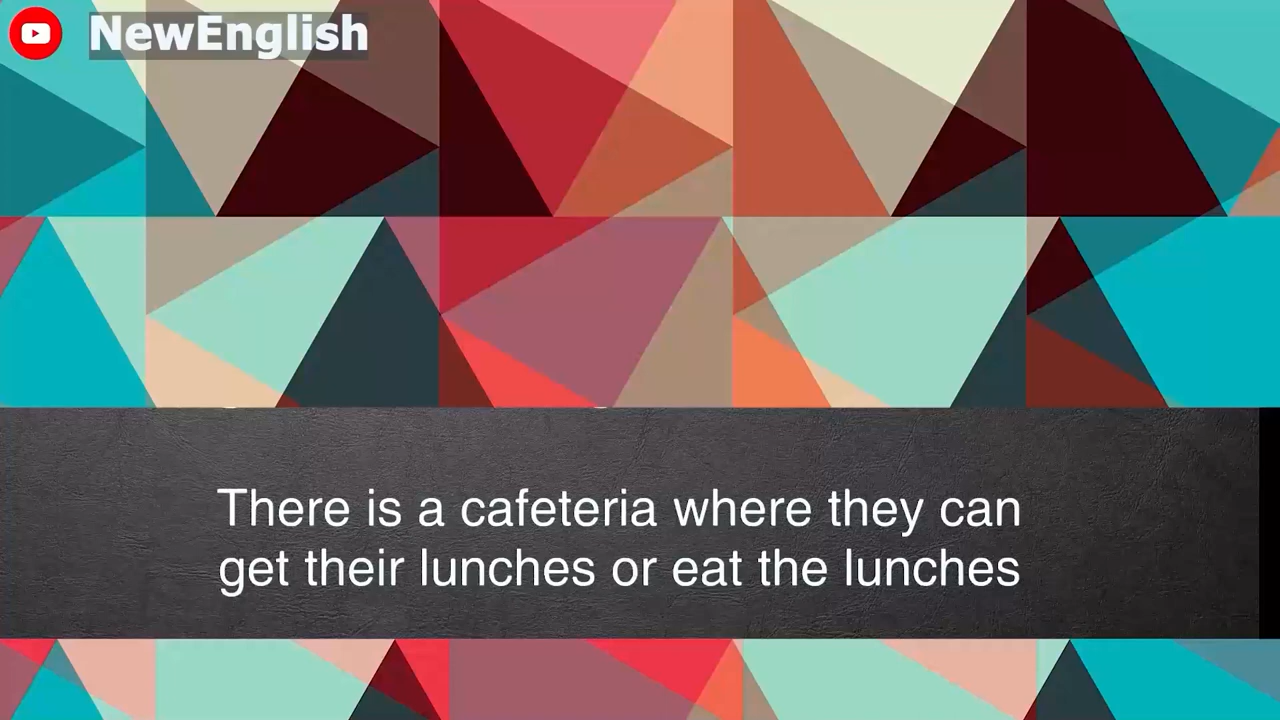 NewEnglish
There is a cafeteria where they can
get their lunches or eat the lunches